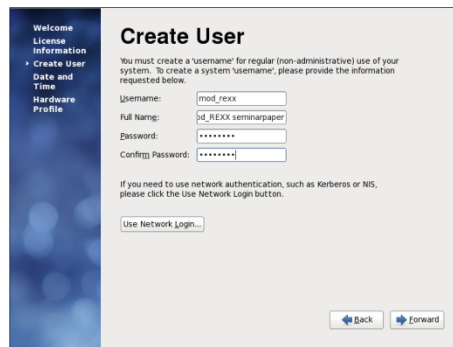 Welcome
License
Information
Create User
Date and
Time
Hardware
Profile
Create User
You must create a 'username' for regular (non-administrative) use of your
system. To create a system 'username', please provide the information
requested below.
Username: mod_rexx
Full Name: od_REXX seminarpaper
Password: ••••••••
Confirm Password: ••••••••
If you need to use network authentication, such as Kerberos or NIS,
please click the Use Network Login button.
Use Network Login...
Back Forward